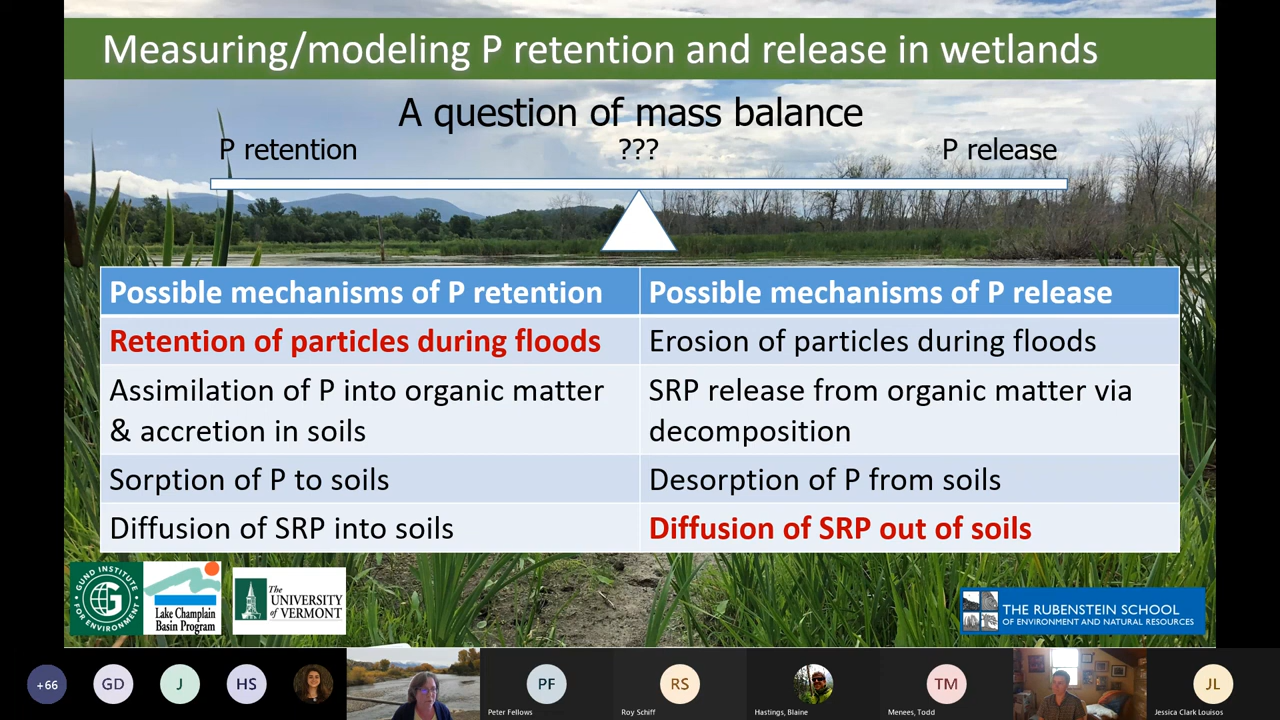 Measuring/modeling P retention and release in wetlands
A question of mass balance
P retention
???
P release
Possible mechanisms of P retention
Possible mechanisms of P release
Retention of particles during floods
Erosion of particles during floods
Assimilation of P into organic matter
& accretion in soils
SRP release from organic matter via
decomposition
Sorption of P to soils
Desorption of P from soils
Diffusion of SRP into soils
Diffusion of SRP out of soils
GUND INSTITUTE
FOR ENVIRONMENT
G
Lake Champlain
Basin Program
The
UNIVERSITY
of VERMONT
THE RUBENSTEIN SCHOOL
OF ENVIRONMENT AND NATURAL RESOURCES
+66
GD
J
HS
PF
Peter Fellows
RS
Roy Schiff
Hastings, Blaine
TM
Menees, Todd
JL
Jessica Clark Louisos